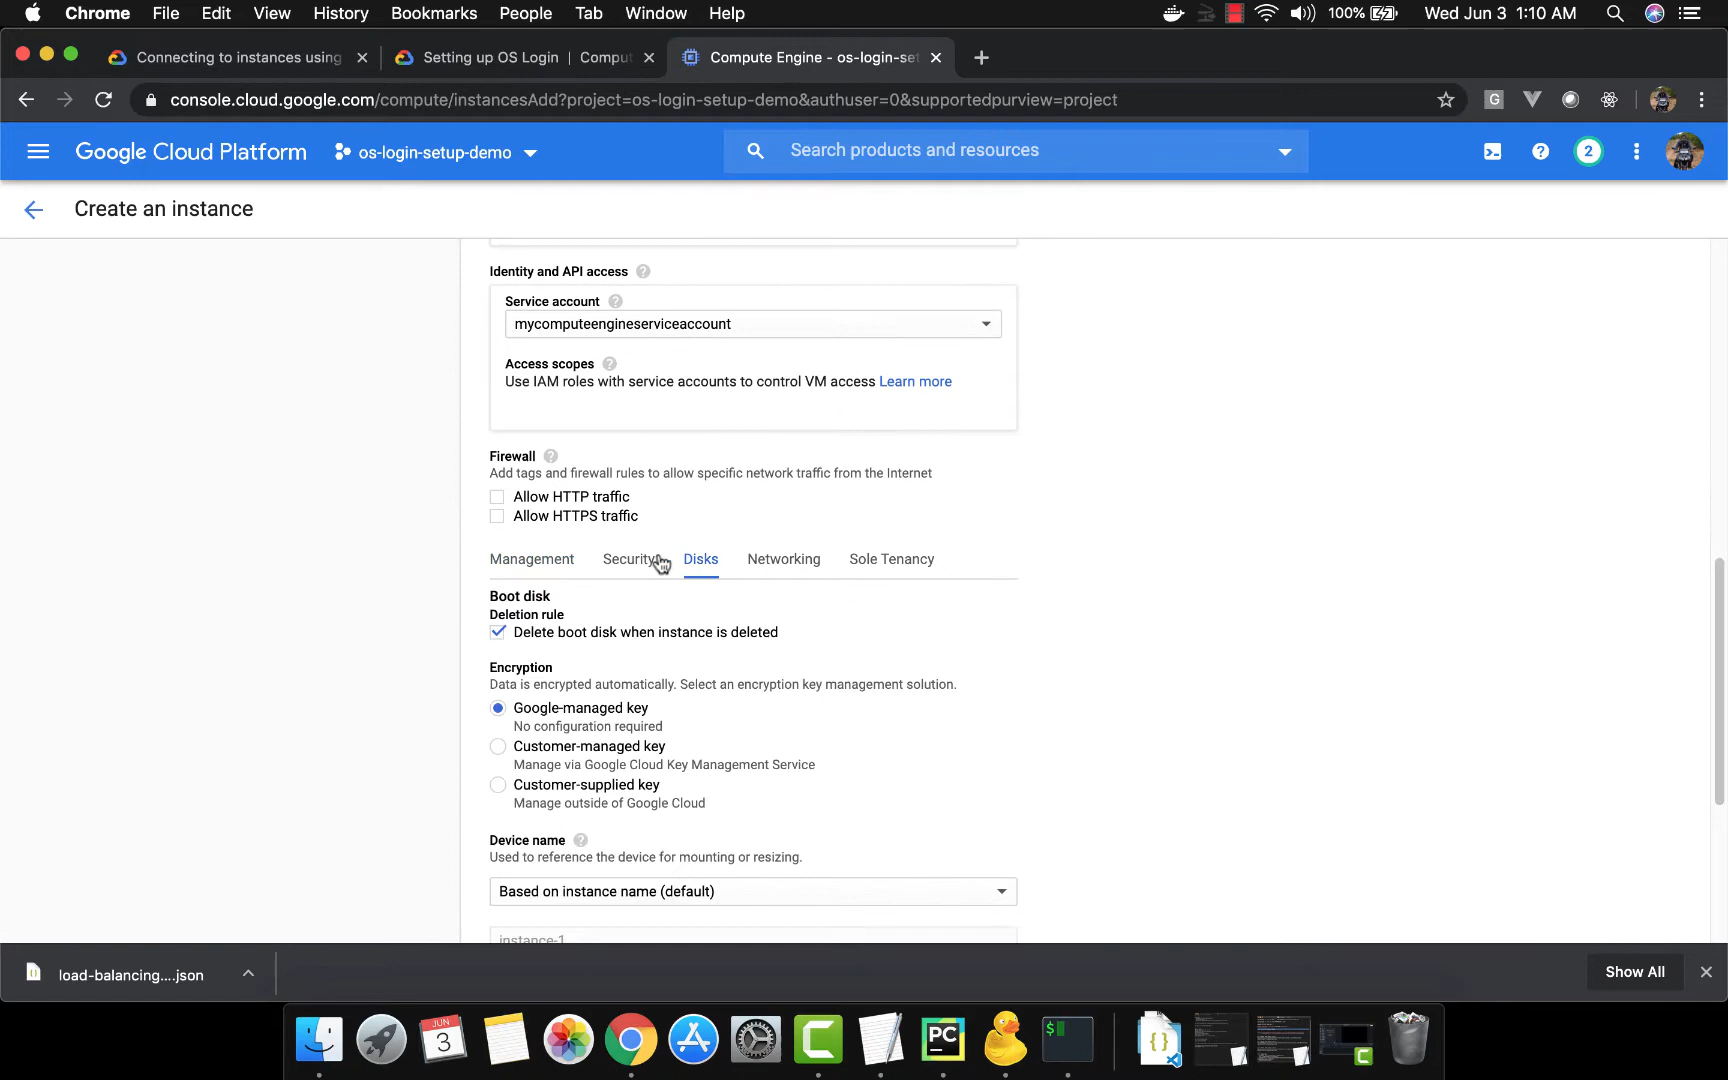 Chrome File Edit View History Bookmarks People Tab Window Help 100% Wed Jun 3 1:10 AM
Connecting to instances using Setting up OS Login | Comput Compute Engine - os-login-set
console.cloud.google.com/compute/instancesAdd?project=os-login-setup-demo&authuser=0&supportedpurview=project G
Google Cloud Platform os-login-setup-demo Search products and resources 2
Create an instance
Identity and API access
Service account
mycomputeengineserviceaccount
Access scopes
Use IAM roles with service accounts to control VM access Learn more
Firewall
Add tags and firewall rules to allow specific network traffic from the Internet
Allow HTTP traffic
Allow HTTPS traffic
Management Security Disks Networking Sole Tenancy
Boot disk
Deletion rule
Delete boot disk when instance is deleted
Encryption
Data is encrypted automatically. Select an encryption key management solution.
Google-managed key
No configuration required
Customer-managed key
Manage via Google Cloud Key Management Service
Customer-supplied key
Manage outside of Google Cloud
Device name
Used to reference the device for mounting or resizing.
Based on instance name (default)
instance-1
load-balancing....json Show All
JUN
3
PC
$